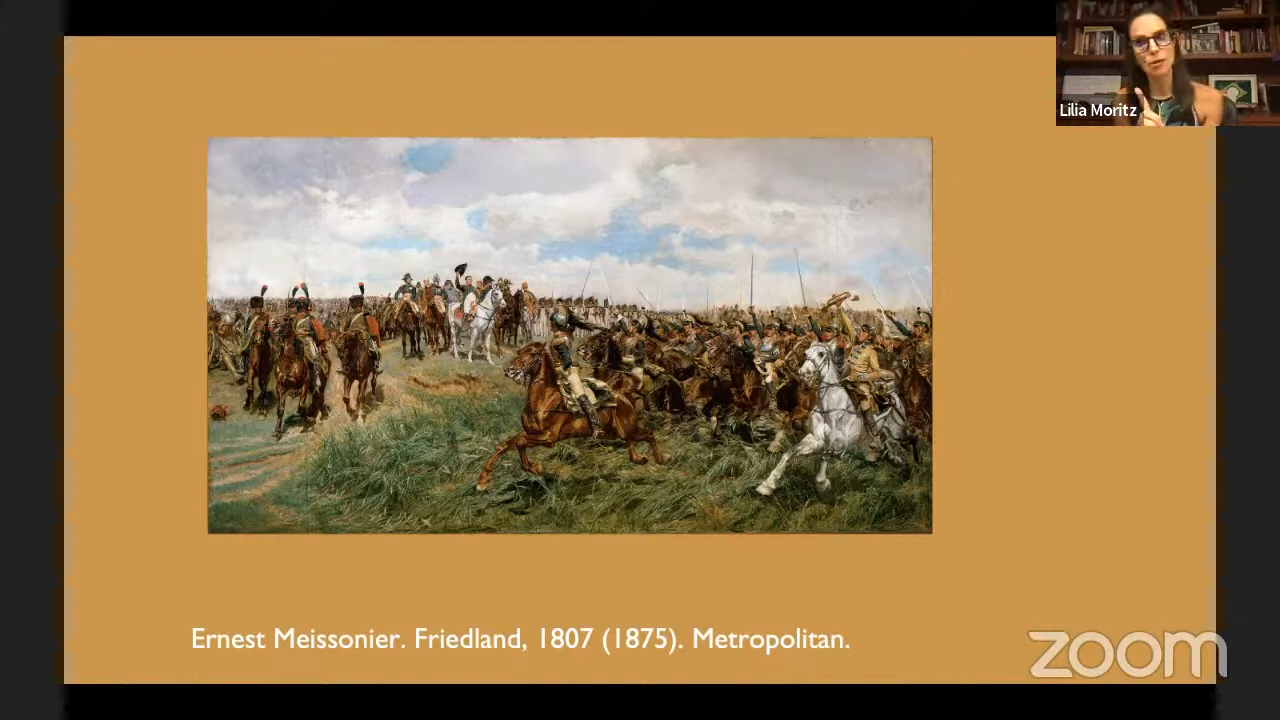 Lilia Moritz
Ernest Meissonier. Friedland, 1807 (1875). Metropolitan.
zoom